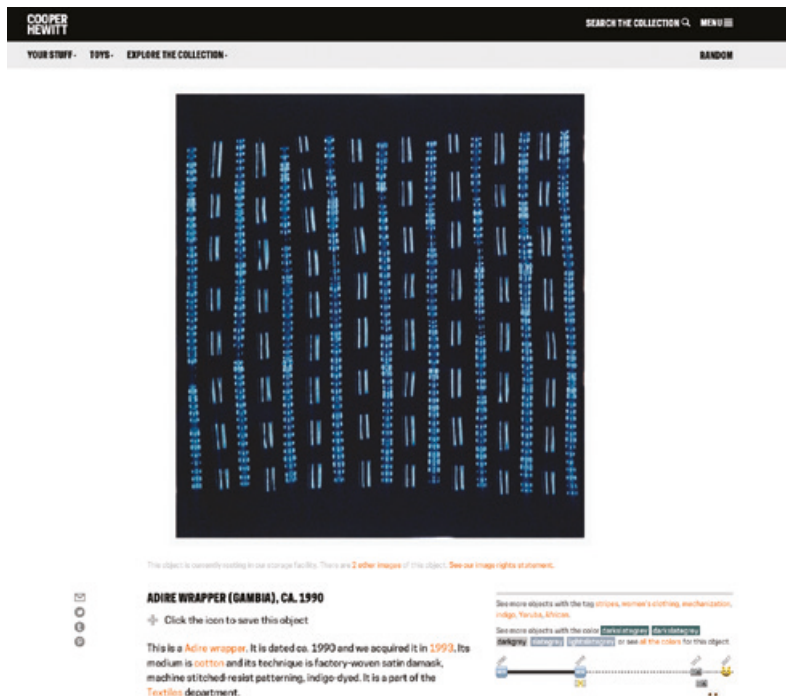 COOPER
HEWITT
SEARCH THE COLLECTION MENU
YOUR STUFF TOYS EXPLORE THE COLLECTION
RANDOM
This object is currently resting in our storage facility. There are 2 other images of this object. See our image rights statement.
ADIRE WRAPPER (GAMBIA), CA. 1990
Click the icon to save this object
This is a Adire wrapper. It is dated ca. 1990 and we acquired it in 1993. Its
medium is cotton and its technique is factory-woven satin damask,
machine stitched-resist patterning, indigo-dyed. It is a part of the
Textiles department.
See more objects with the tag stripes, women's clothing, mechanization,
indigo, Yoruba, African.
See more objects with the color darkslategrey darkslategrey
darkgrey slategrey lightslategrey or see all the colors for this object.